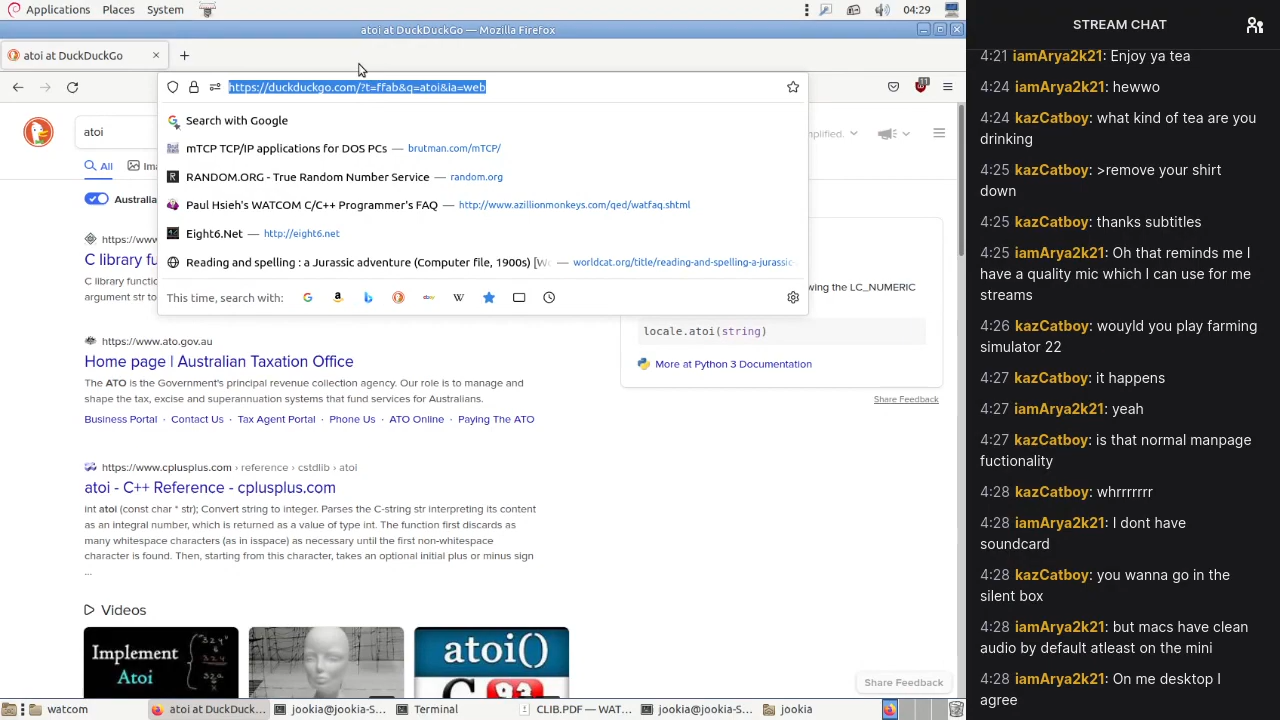 Applications Places System
04:29
atoi at DuckDuckGo — Mozilla Firefox
atoi at DuckDuckGo
https://duckduckgo.com/?t=ffab&q=atoi&ia=web
11
Search with Google
mTCP TCP/IP applications for DOS PCs — brutman.com/mTCP/
RANDOM.ORG - True Random Number Service — random.org
Paul Hsieh's WATCOM C/C++ Programmer's FAQ — http://www.azillionmonkeys.com/qed/watfaq.shtml
Eight6.Net — http://eight6.net
Reading and spelling : a Jurassic adventure (Computer file, 1900s) [Wo — worldcat.org/title/reading-and-spelling-a-jurassic-
This time, search with:
atoi
mplified.
All
Ima
Australia
https://www
C library fu
C library functio
argument str to
wing the LC_NUMERIC
locale.atoi(string)
More at Python 3 Documentation
Share Feedback
https://www.ato.gov.au
Home page | Australian Taxation Office
The ATO is the Government's principal revenue collection agency. Our role is to manage and
shape the tax, excise and superannuation systems that fund services for Australians.
Business Portal · Contact Us · Tax Agent Portal · Phone Us · ATO Online · Paying The ATO
https://www.cplusplus.com › reference › cstdlib › atoi
atoi - C++ Reference - cplusplus.com
int atoi (const char * str); Convert string to integer. Parses the C-string str interpreting its content
as an integral number, which is returned as a value of type int. The function first discards as
many whitespace characters (as in isspace) as necessary until the first non-whitespace
character is found. Then, starting from this character, takes an optional initial plus or minus sign
...
Videos
Implement
Atoi
atoi()
Share Feedback
watcom
atoi at DuckDuck...
jookia@jookia-S...
Terminal
CLIB.PDF — WAT...
jookia@jookia-S...
jookia
STREAM CHAT
4:21 iamArya2k21: Enjoy ya tea
4:24 iamArya2k21: hewwo
4:24 kazCatboy: what kind of tea are you
drinking
4:25 kazCatboy: >remove your shirt
down
4:25 kazCatboy: thanks subtitles
4:25 iamArya2k21: Oh that reminds me I
have a quality mic which I can use for me
streams
4:26 kazCatboy: wouyld you play farming
simulator 22
4:27 kazCatboy: it happens
4:27 iamArya2k21: yeah
4:27 kazCatboy: is that normal manpage
fuctionality
4:28 kazCatboy: whrrrrrrr
4:28 iamArya2k21: I dont have
soundcard
4:28 kazCatboy: you wanna go in the
silent box
4:28 iamArya2k21: but macs have clean
audio by default atleast on the mini
4:28 iamArya2k21: On me desktop I
agree